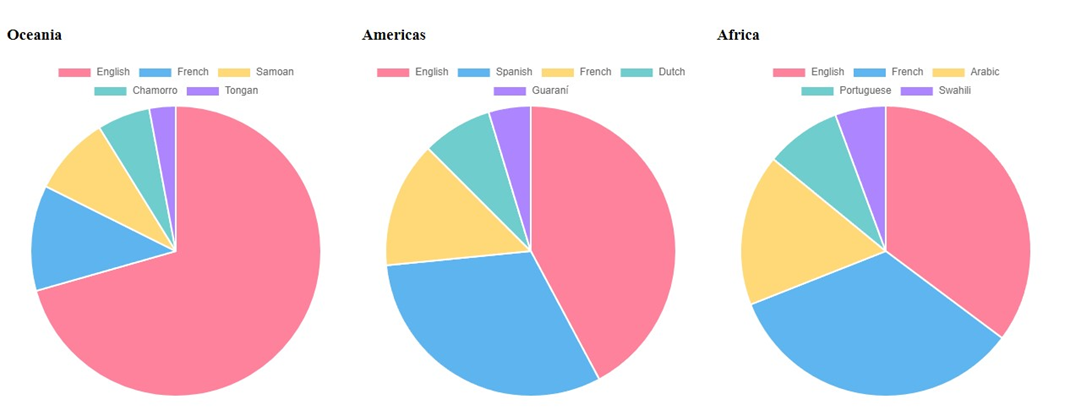 Oceania
English French Samoan
Chamorro Tongan
Americas
English Spanish French Dutch
Guaraní
Africa
English French Arabic
Portuguese Swahili